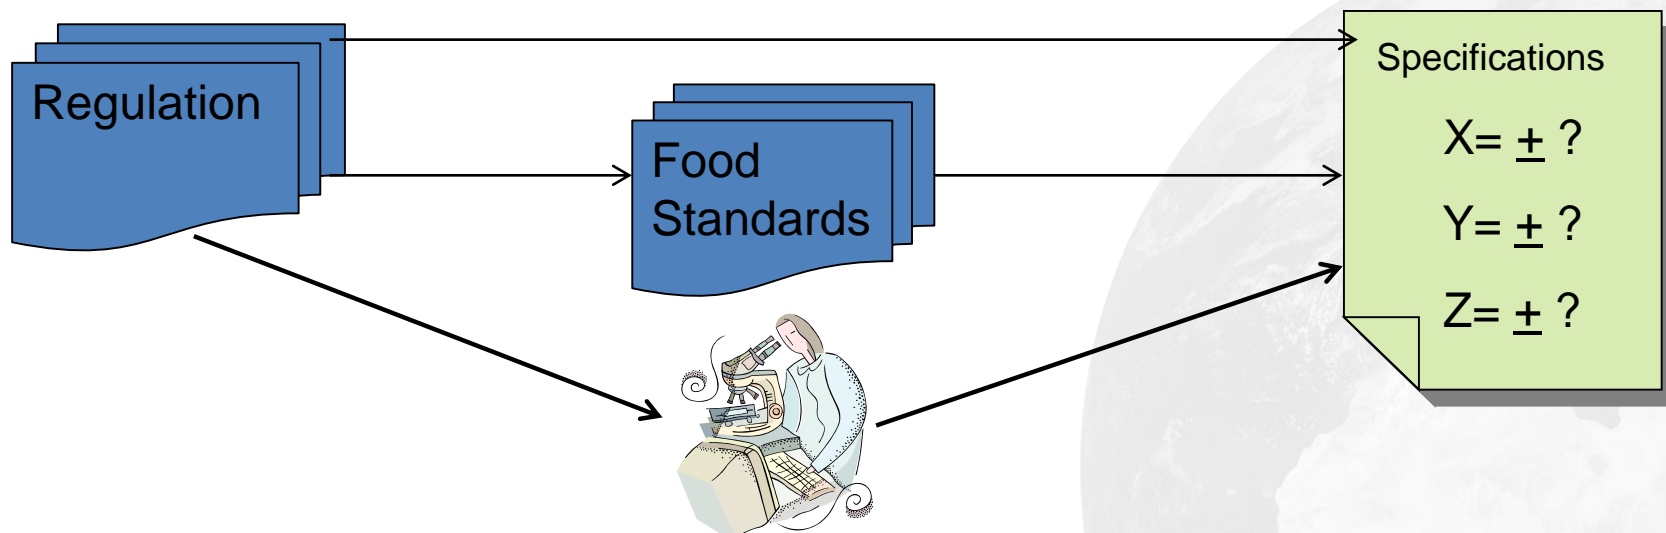 Regulation
Food
Standards
Specifications
X= ± ?
Y= ± ?
Z= ± ?